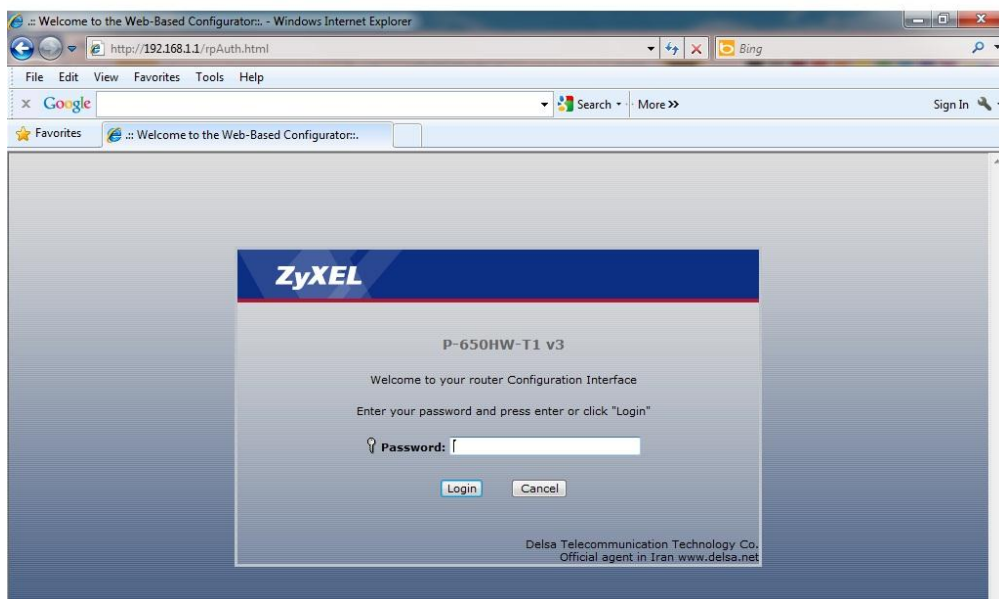 .:: Welcome to the Web-Based Configurator::. - Windows Internet Explorer
http://192.168.1.1/rpAuth.html
Bing
File Edit View Favorites Tools Help
x Google Search More >> Sign In
Favorites .:: Welcome to the Web-Based Configurator::.
ZyXEL
P-650HW-T1 v3
Welcome to your router Configuration Interface
Enter your password and press enter or click "Login"
Password:
Login Cancel
Delsa Telecommunication Technology Co.
Official agent in Iran www.delsa.net